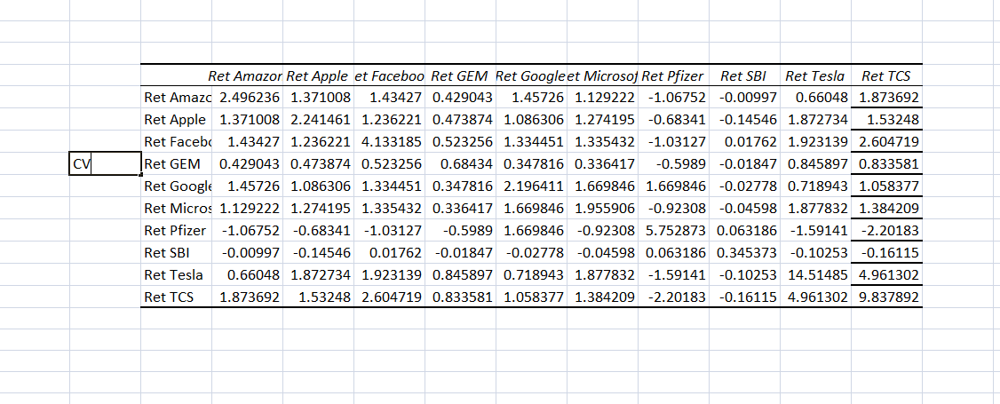 Ret Amazor Ret Apple et Faceboo Ret GEM Ret Google et Microsof Ret Pfizer Ret SBI Ret Tesla Ret TCS
Ret Amazc 2.496236 1.371008 1.43427 0.429043 1.45726 1.129222 -1.06752 -0.00997 0.66048 1.873692
Ret Apple 1.371008 2.241461 1.236221 0.473874 1.086306 1.274195 -0.68341 -0.14546 1.872734 1.53248
Ret Facebo 1.43427 1.236221 4.133185 0.523256 1.334451 1.335432 -1.03127 0.01762 1.923139 2.604719
CV Ret GEM 0.429043 0.473874 0.523256 0.68434 0.347816 0.336417 -0.5989 -0.01847 0.845897 0.833581
Ret Google 1.45726 1.086306 1.334451 0.347816 2.196411 1.669846 1.669846 -0.02778 0.718943 1.058377
Ret Micros 1.129222 1.274195 1.335432 0.336417 1.669846 1.955906 -0.92308 -0.04598 1.877832 1.384209
Ret Pfizer -1.06752 -0.68341 -1.03127 -0.5989 1.669846 -0.92308 5.752873 0.063186 -1.59141 -2.20183
Ret SBI -0.00997 -0.14546 0.01762 -0.01847 -0.02778 -0.04598 0.063186 0.345373 -0.10253 -0.16115
Ret Tesla 0.66048 1.872734 1.923139 0.845897 0.718943 1.877832 -1.59141 -0.10253 14.51485 4.961302
Ret TCS 1.873692 1.53248 2.604719 0.833581 1.058377 1.384209 -2.20183 -0.16115 4.961302 9.837892